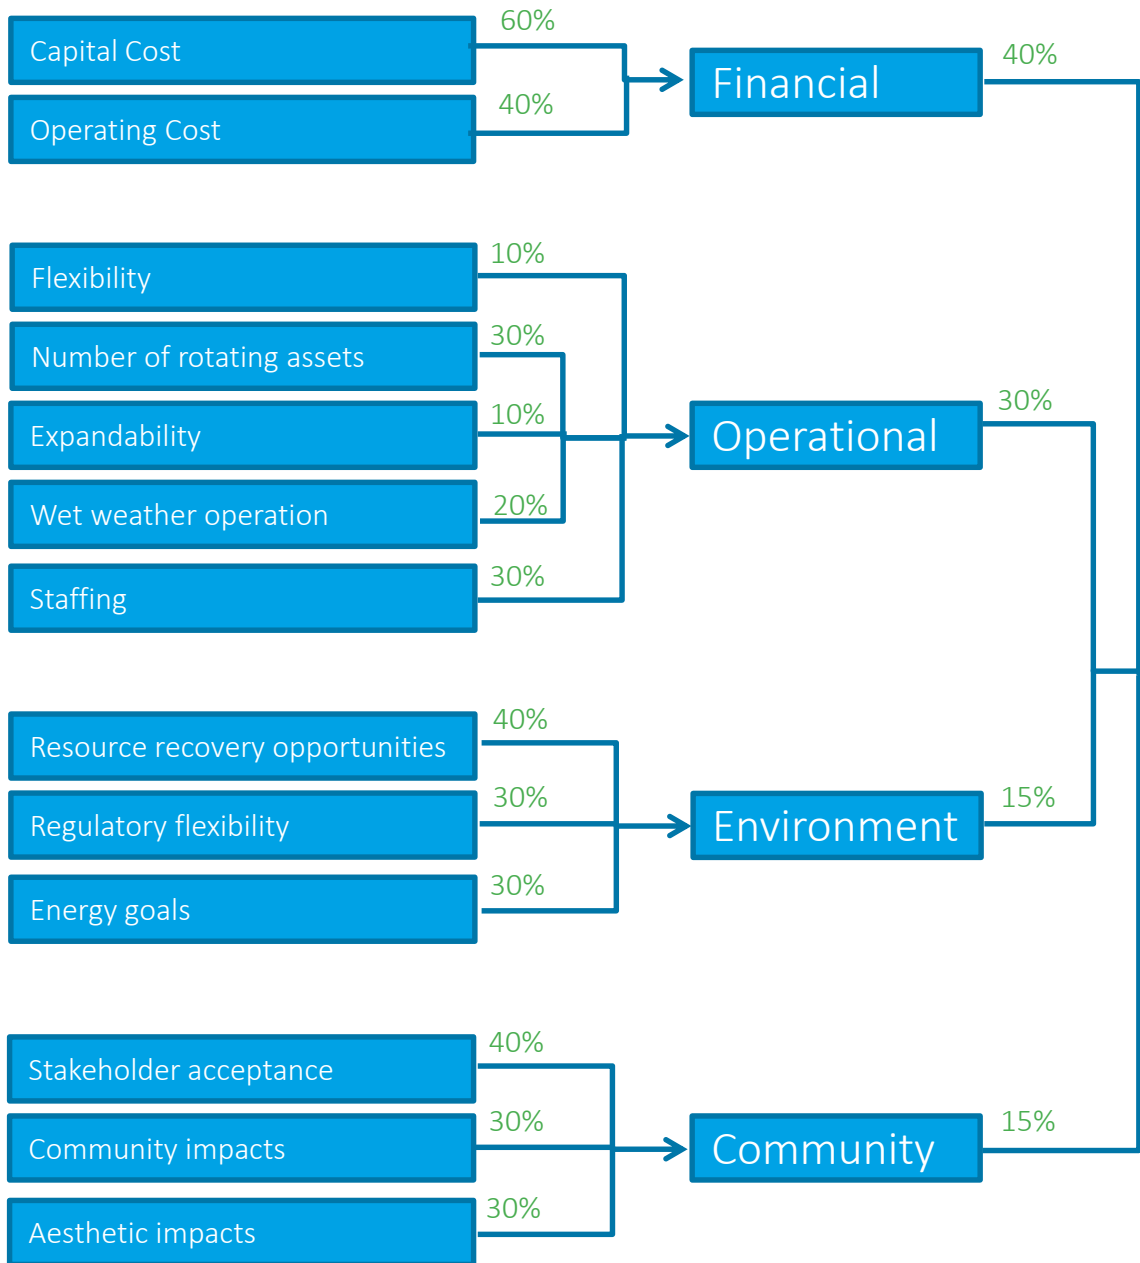 60%
Capital Cost
Financial
40%
40%
Operating Cost
10%
Flexibility
30%
Number of rotating assets
10%
Expandability
Operational
30%
20%
Wet weather operation
30%
Staffing
40%
Resource recovery opportunities
30%
Regulatory flexibility
Environment
15%
30%
Energy goals
40%
Stakeholder acceptance
30%
Community impacts
Community
15%
30%
Aesthetic impacts